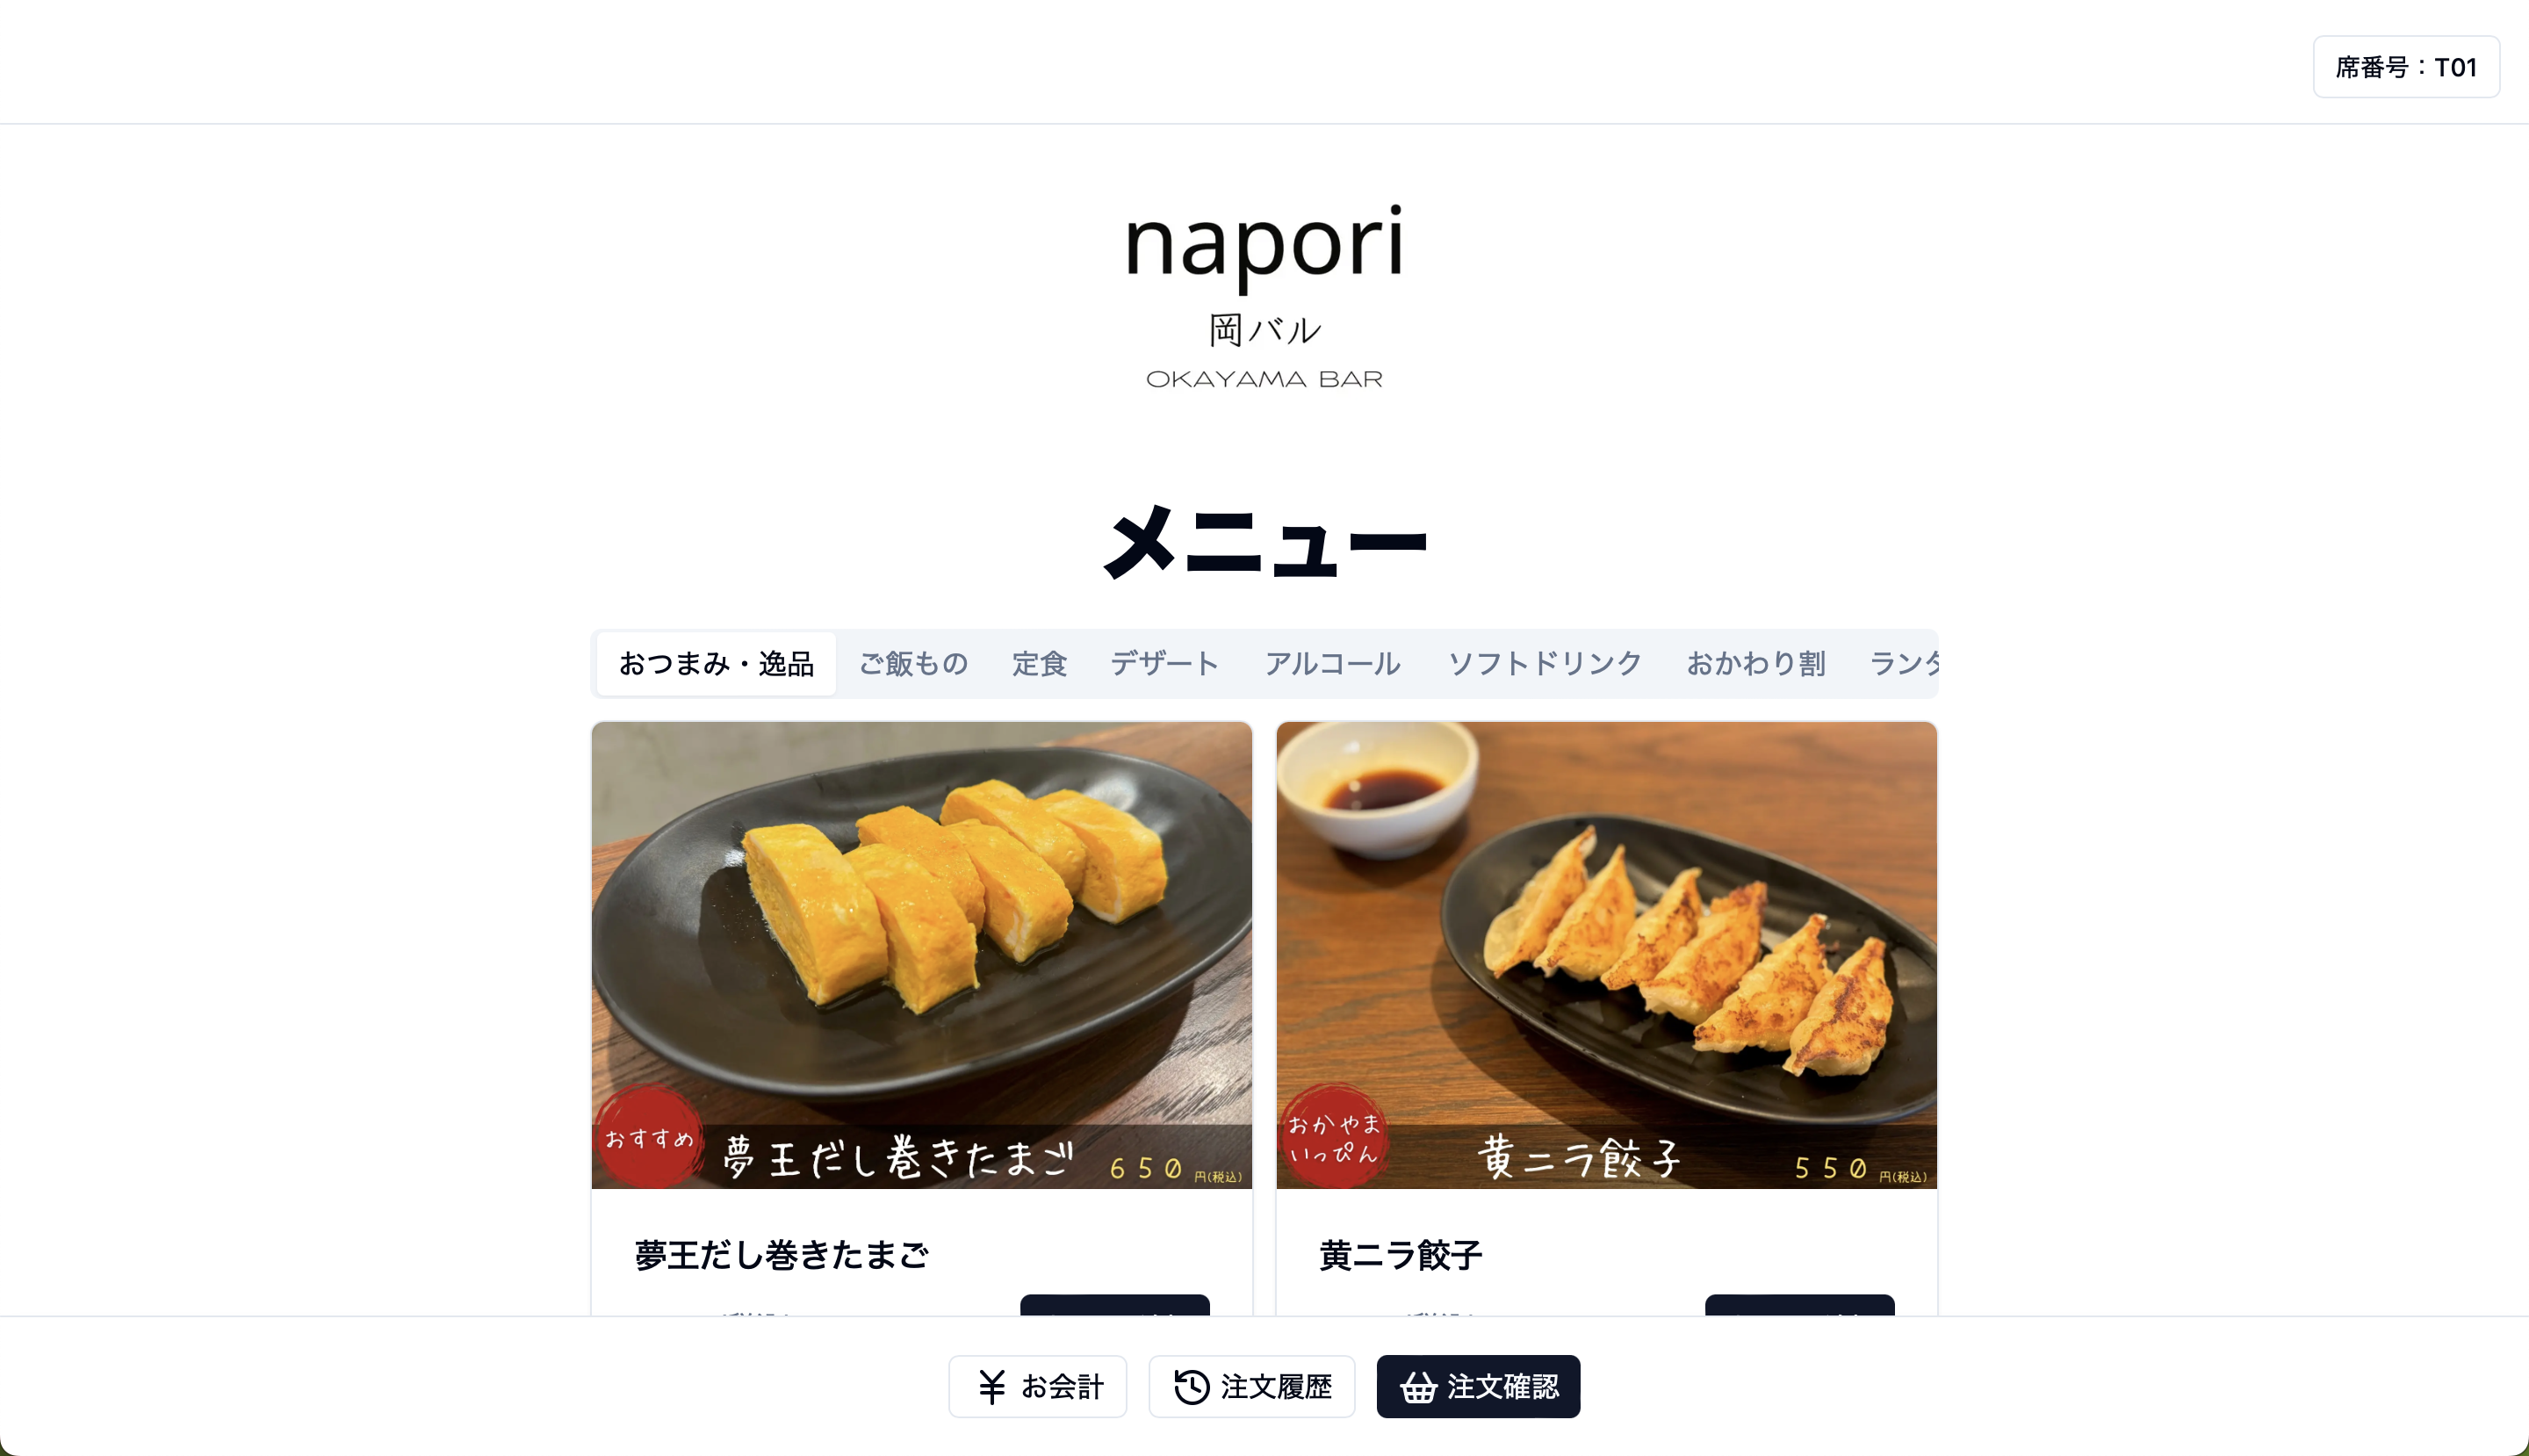 席番号：T01
napori
岡バル
OKAYAMA BAR
メニュー
おつまみ・逸品 ご飯もの 定食 デザート アルコール ソフトドリンク おかわり割
おすすめ 夢王だし巻きたまご 650 円(税込)
おかやま
いっぴん 黄ニラ餃子 550 円(税込)
夢王だし巻きたまご 黄ニラ餃子
お会計 注文履歴 注文確認